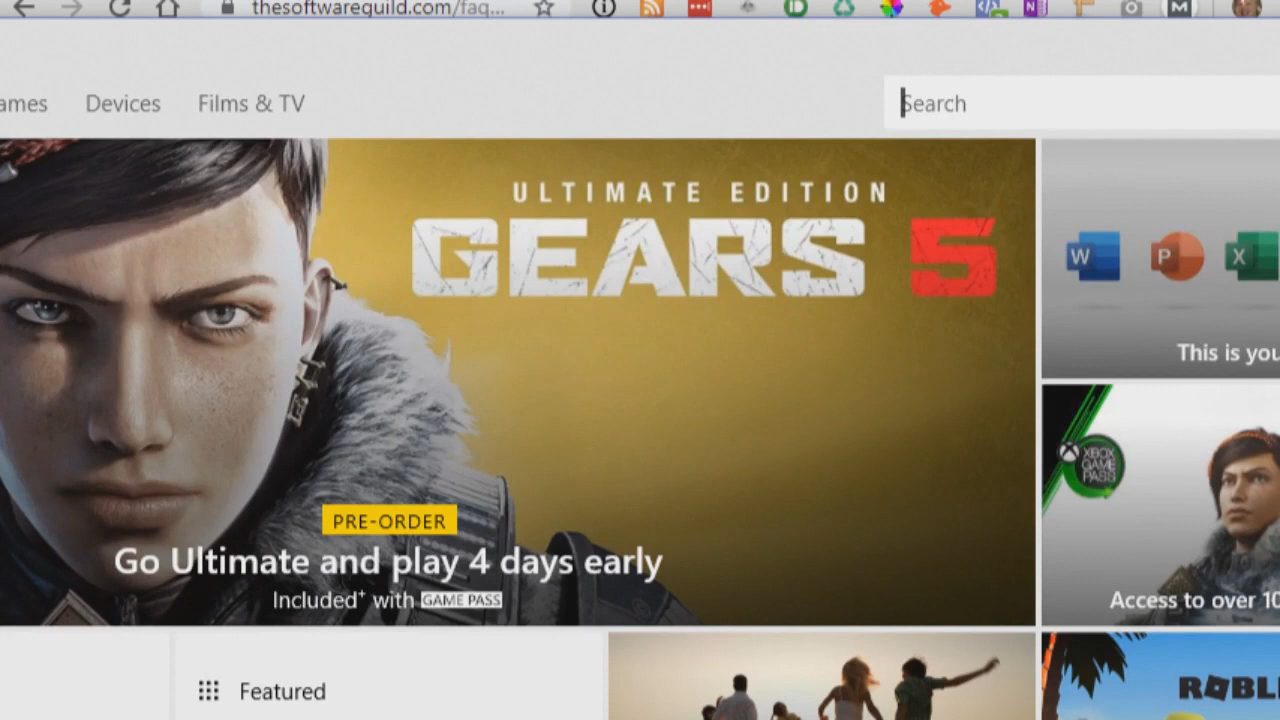 thesoftwareguild.com/faq...
ames Devices Films & TV
Search
ULTIMATE EDITION
GEARS 5
W P X
This is you
XBOX
GAME
PASS
PRE-ORDER
Go Ultimate and play 4 days early
Included+ with GAME PASS
Access to over 10
Featured
ROBL